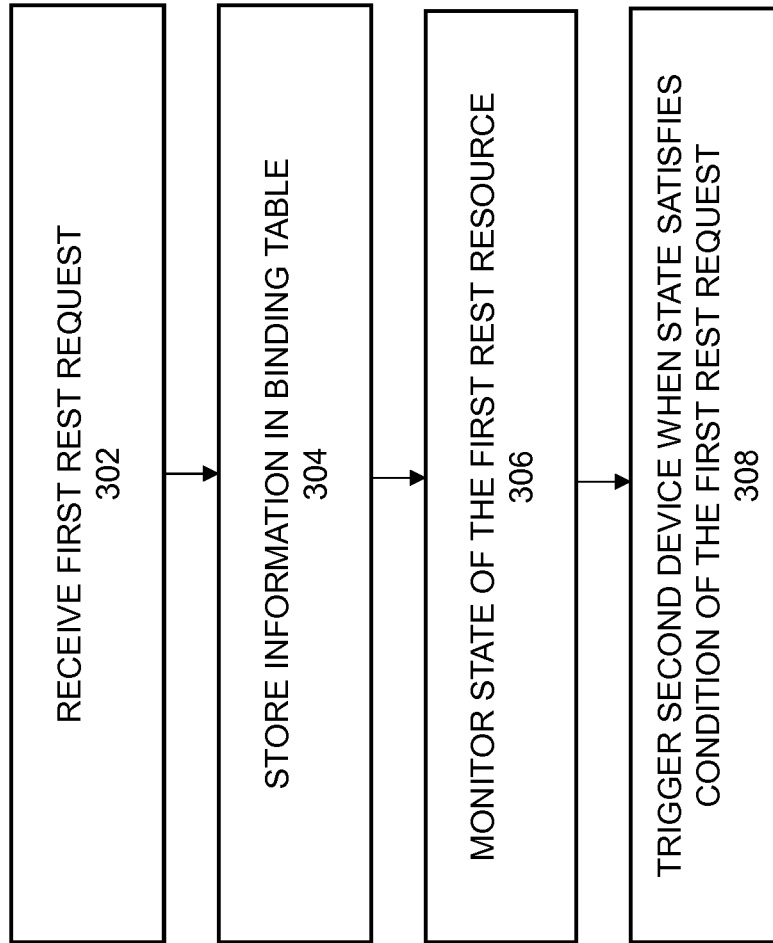 RECEIVE FIRST REST REQUEST
302
STORE INFORMATION IN BINDING TABLE
304
MONITOR STATE OF THE FIRST REST RESOURCE
306
TRIGGER SECOND DEVICE WHEN STATE SATISFIES
CONDITION OF THE FIRST REST REQUEST
308